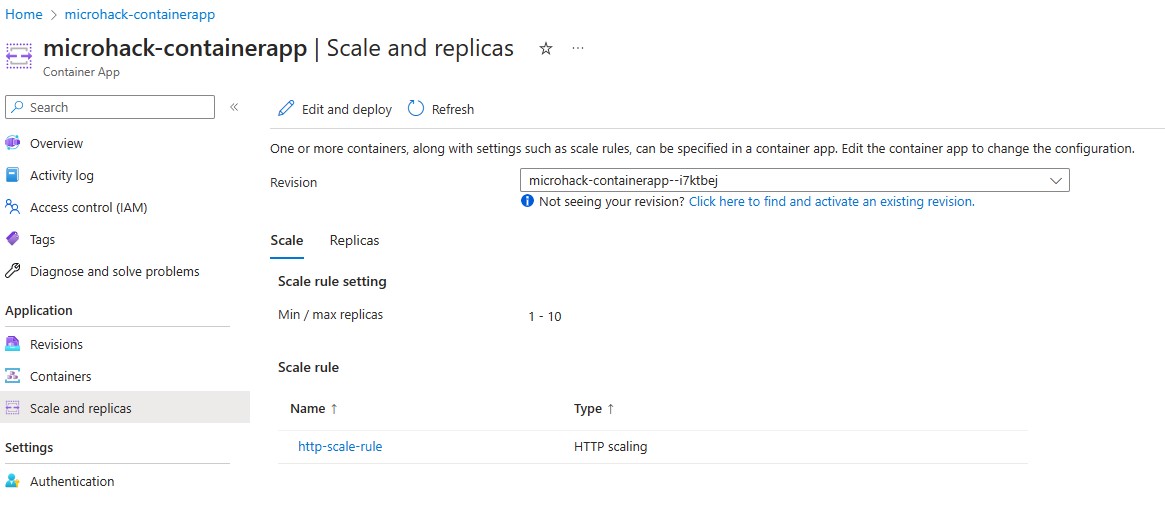 Home > microhack-containerapp
microhack-containerapp | Scale and replicas ☆ ...
Container App
Search «
Edit and deploy Refresh
Overview
Activity log
Access control (IAM)
Tags
Diagnose and solve problems
Application
Revisions
Containers
Scale and replicas
Settings
Authentication
One or more containers, along with settings such as scale rules, can be specified in a container app. Edit the container app to change the configuration.
Revision microhack-containerapp--i7ktbej
Not seeing your revision? Click here to find and activate an existing revision.
Scale Replicas
Scale rule setting
Min / max replicas 1 - 10
Scale rule
Name ↑ Type ↑
http-scale-rule HTTP scaling